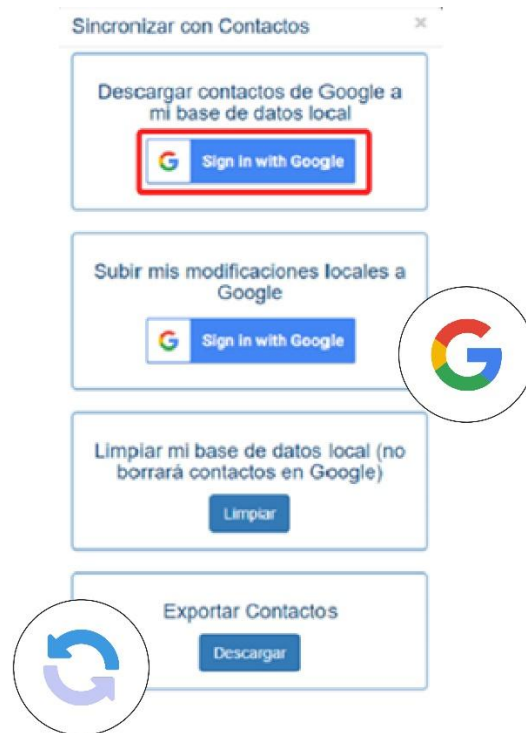 Sincronizar con Contactos ×
Descargar contactos de Google a
mi base de datos local
Sign in with Google
Subir mis modificaciones locales a
Google
Sign in with Google
Limpiar mi base de datos local (no
borrará contactos en Google)
Limpiar
Exportar Contactos
Descargar